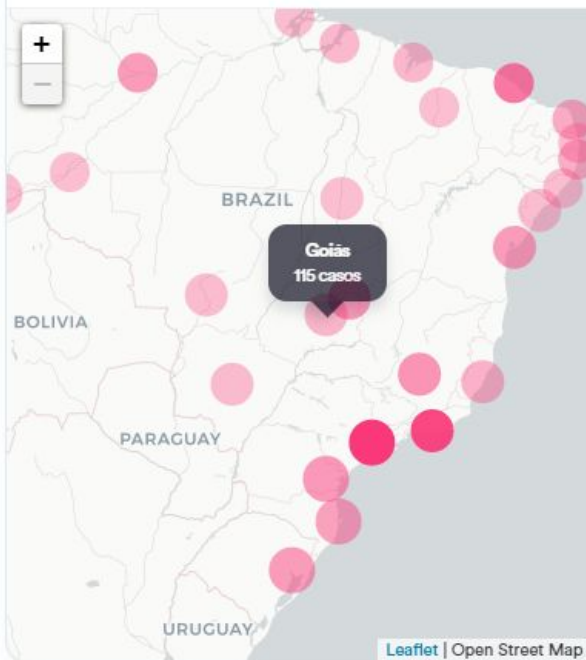 +
−
BRAZIL
Goiás
115 casos
BOLIVIA
PARAGUAY
URUGUAY
Leaflet | Open Street Map